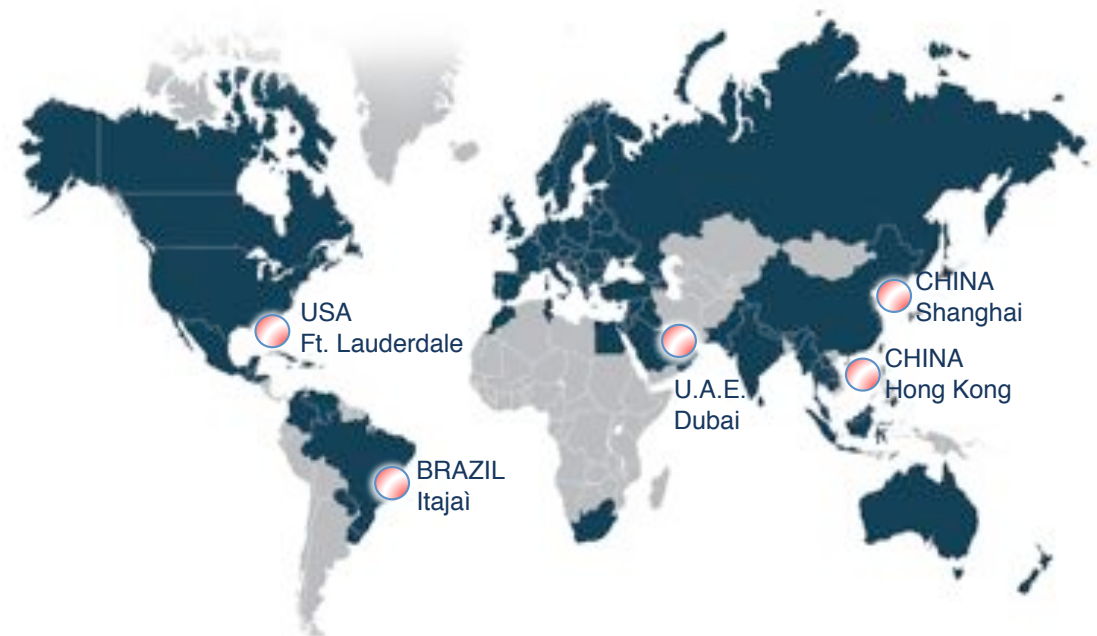 USA
Ft. Lauderdale
CHINA
Shanghai
CHINA
Hong Kong
U.A.E.
Dubai
BRAZIL
Itajaì